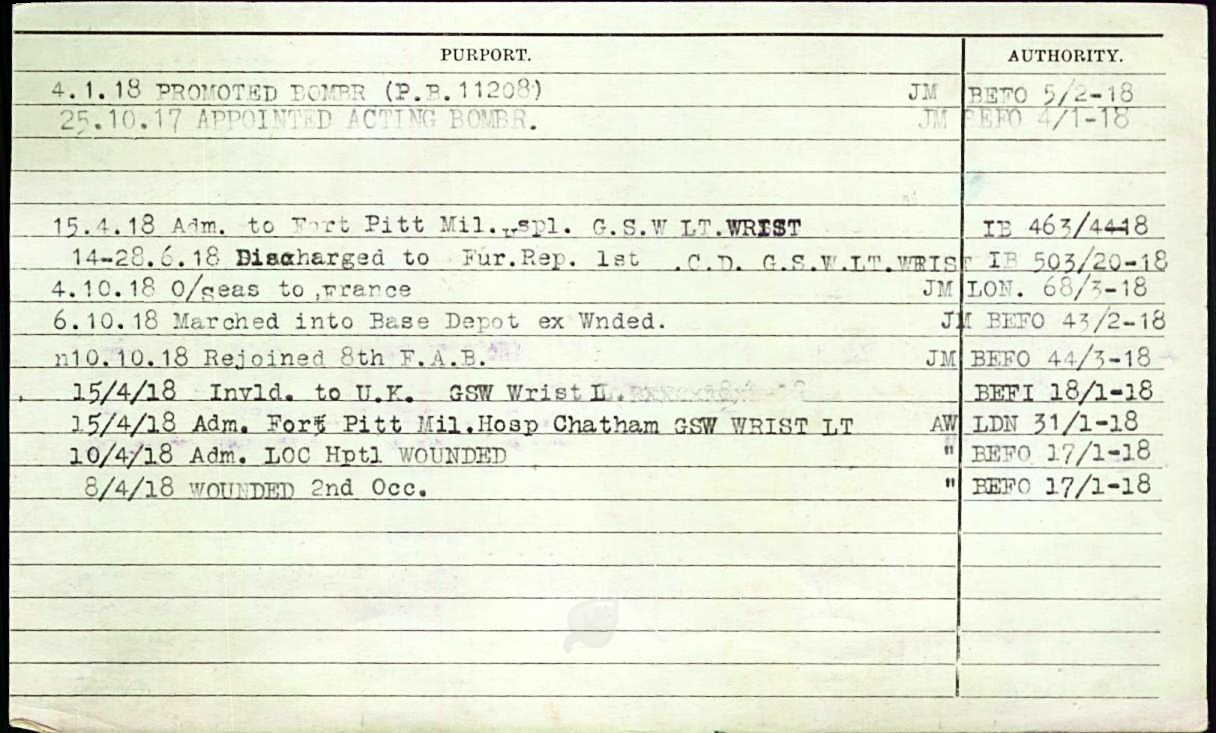 PURPORT. AUTHORITY.
4.1.18 PROMOTED BOMBR (P.B.11208) JM BEFO 5/2-18
25.10.17 APPOINTED ACTING BOMBR. JM BEFO 4/1-18
15.4.18 Adm. to Fort Pitt Mil. spl. G.S.W LT.WRIST IB 463/44-18
14-28.6.18 Discharged to Fur.Rep. 1st .C.D. G.S.W.LT.WRIST IB 503/20-18
4.10.18 O/seas to France JM LON. 68/3-18
6.10.18 Marched into Base Depot ex Wnded. JM BEFO 43/2-18
n10.10.18 Rejoined 8th F.A.B. JM BEFO 44/3-18
15/4/18 Invld. to U.K. GSW Wrist BEFI 18/1-18
15/4/18 Adm. Fort Pitt Mil.Hosp Chatham GSW WRIST LT AW LDN 31/1-18
10/4/18 Adm. LOC Hptl WOUNDED " BEFO 17/1-18
8/4/18 WOUNDED 2nd Occ. " BEFO 17/1-18